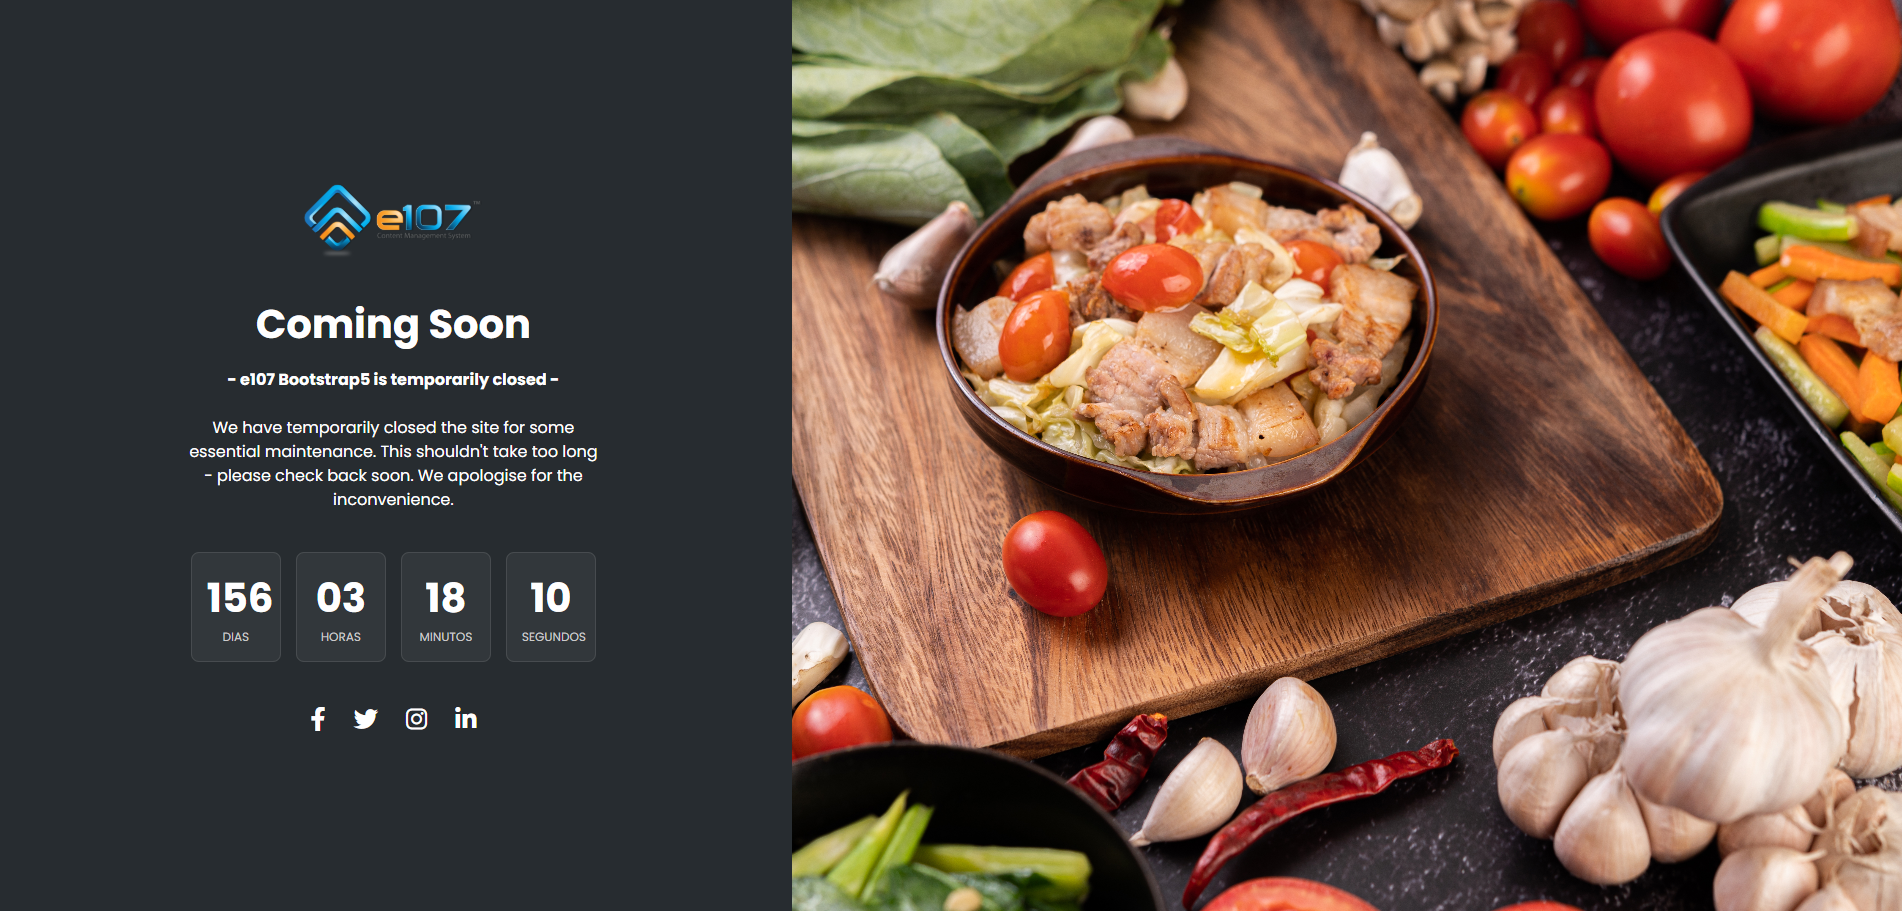 e107™
Content Management System
Coming Soon
- e107 Bootstrap5 is temporarily closed -
We have temporarily closed the site for some
essential maintenance. This shouldn't take too long
- please check back soon. We apologise for the
inconvenience.
156 03 18 10
DIAS HORAS MINUTOS SEGUNDOS